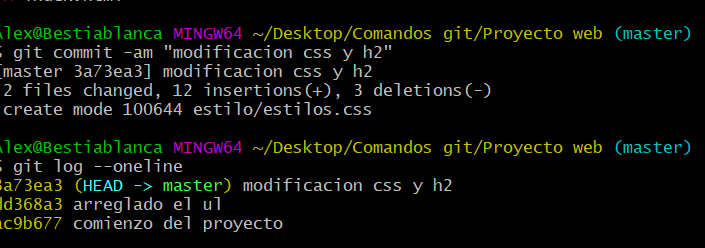 Alex@Bestiablanca MINGW64 ~/Desktop/Comandos git/Proyecto web (master)
$ git commit -am "modificacion css y h2"
[master 3a73ea3] modificacion css y h2
2 files changed, 12 insertions(+), 3 deletions(-)
create mode 100644 estilo/estilos.css
Alex@Bestiablanca MINGW64 ~/Desktop/Comandos git/Proyecto web (master)
$ git log --oneline
3a73ea3 (HEAD -> master) modificacion css y h2
dd368a3 arreglado el ul
ac9b677 comienzo del proyecto